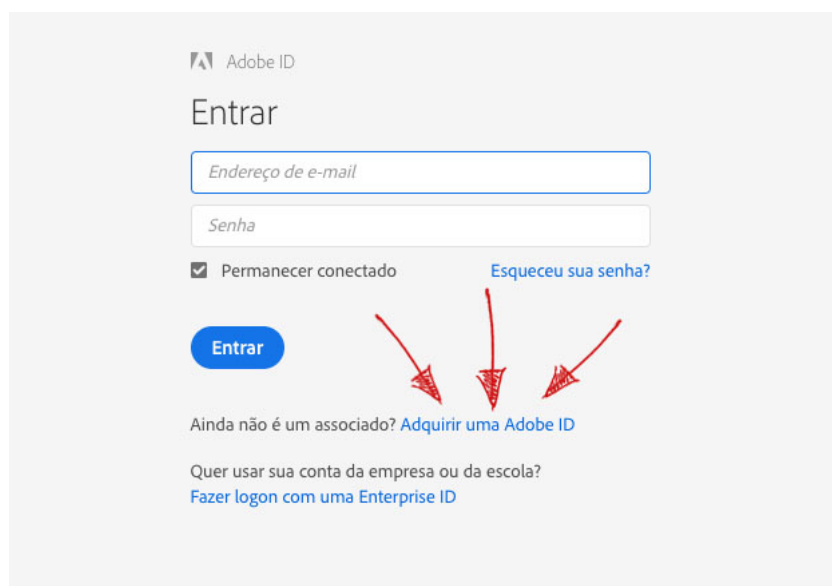 Adobe ID
Entrar
Endereço de e-mail
Senha
Permanecer conectado Esqueceu sua senha?
Entrar
Ainda não é um associado? Adquirir uma Adobe ID
Quer usar sua conta da empresa ou da escola?
Fazer logon com uma Enterprise ID